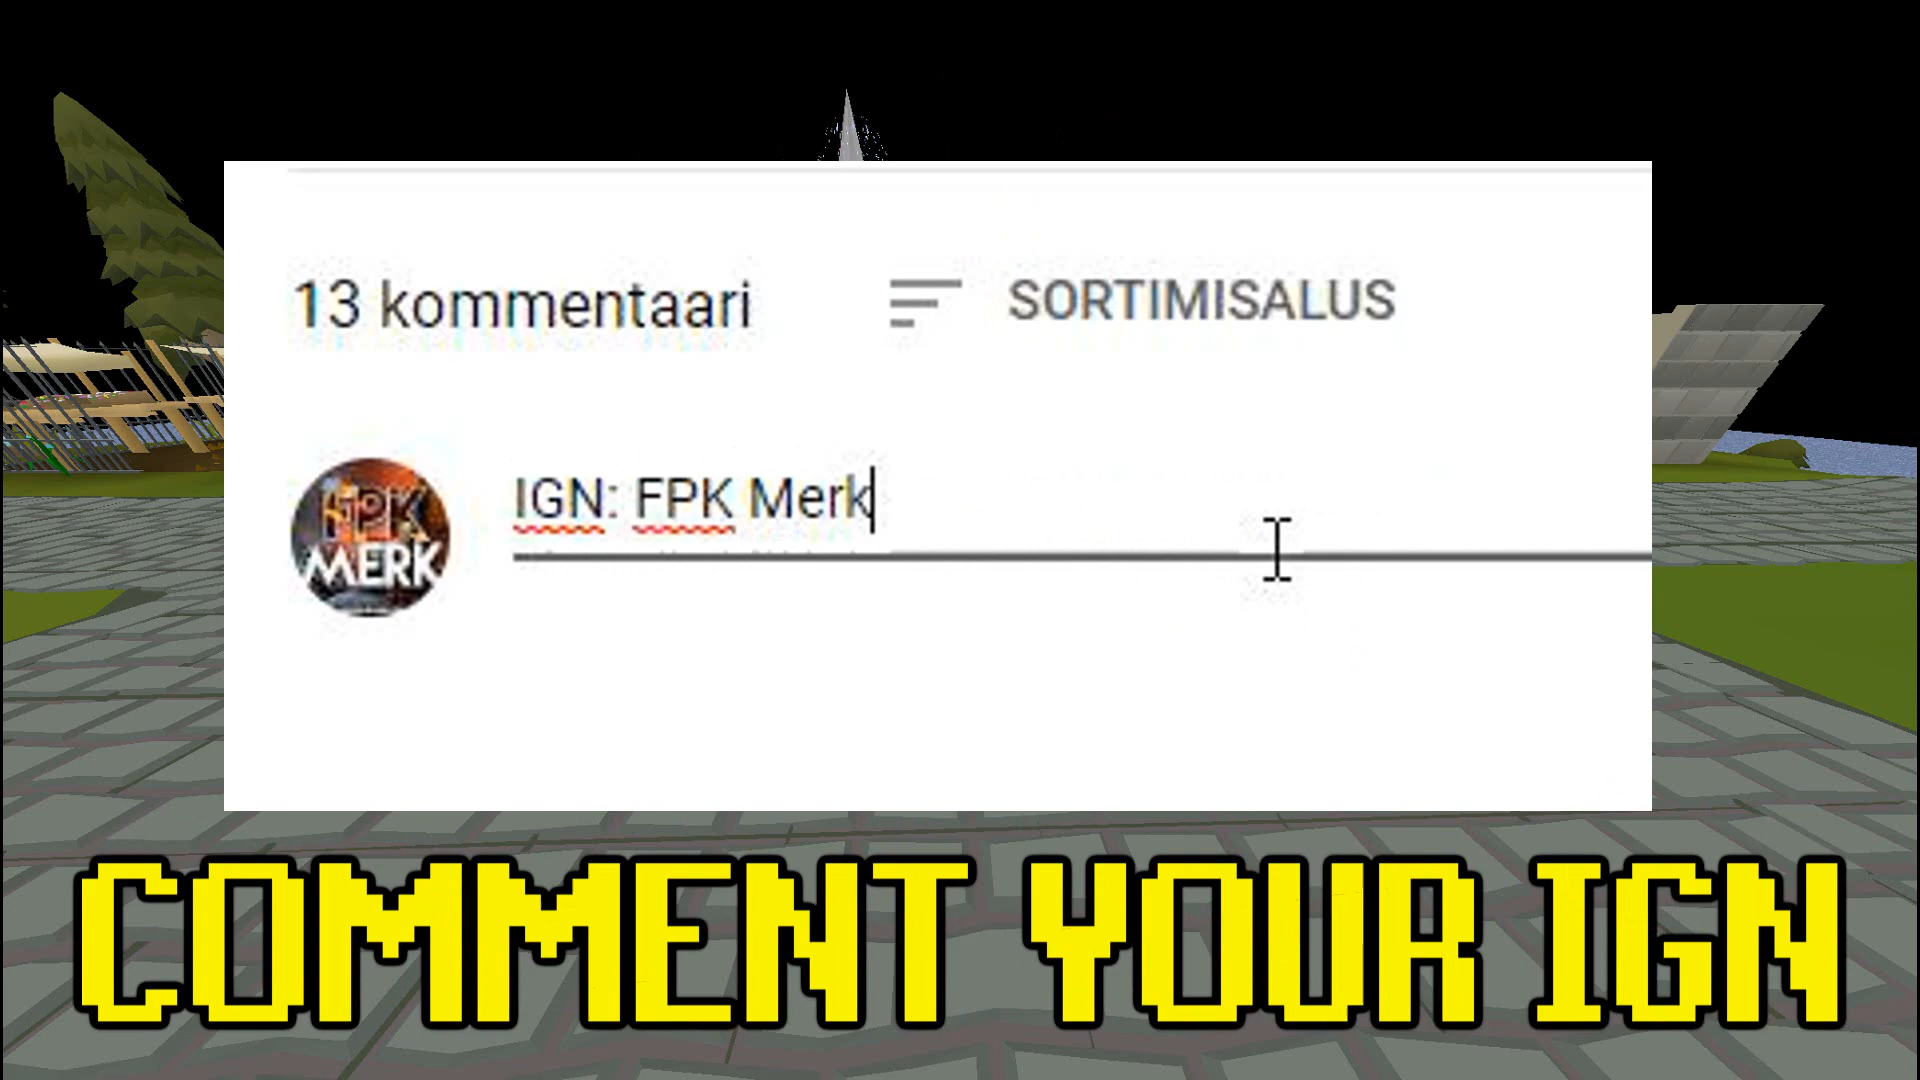 13 kommentaari
SORTIMISALUS
FPK
MERK
IGN: FPK Merk
COMMENT YOUR IGN